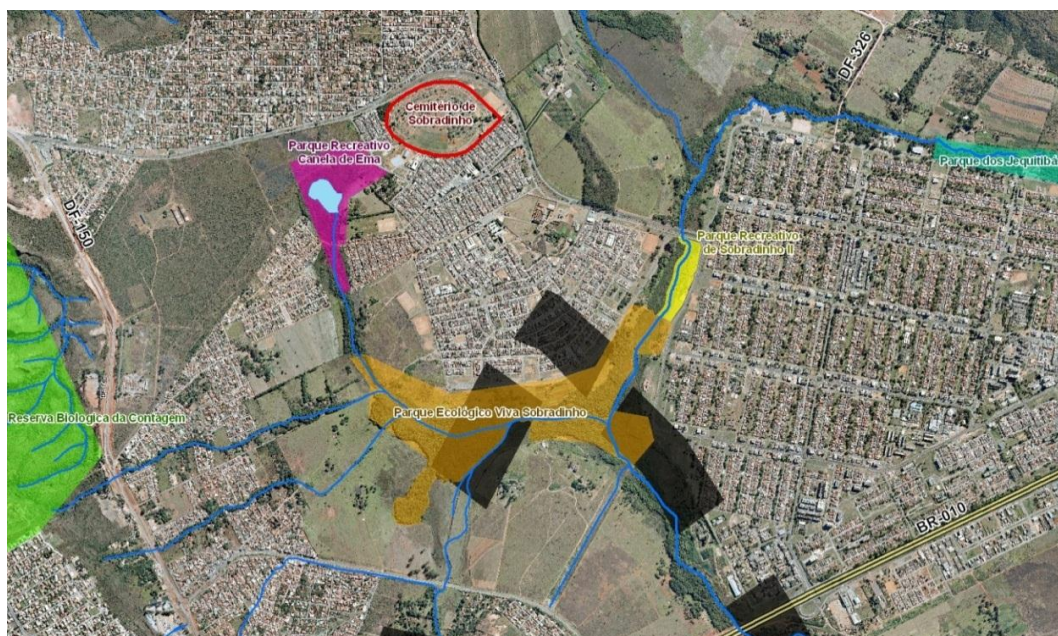 DF-326
Cemitério de
Sobradinho
Parque Recreativo
Canela de Ema
Parque dos Jequitibá
DF-150
Parque Recreativo
de Sobradinho II
Parque Ecológico Viva Sobradinho
Reserva Biologica da Contagem
BR-010